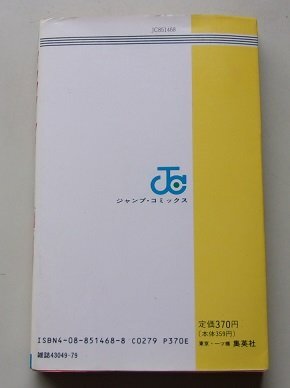 JC851468
JC
ジャンプ・コミックス
定価370円
(本体359円)
ISBN4-08-851468-8 C0279 P370E
東京・一ツ橋 集英社
雑誌43049-79